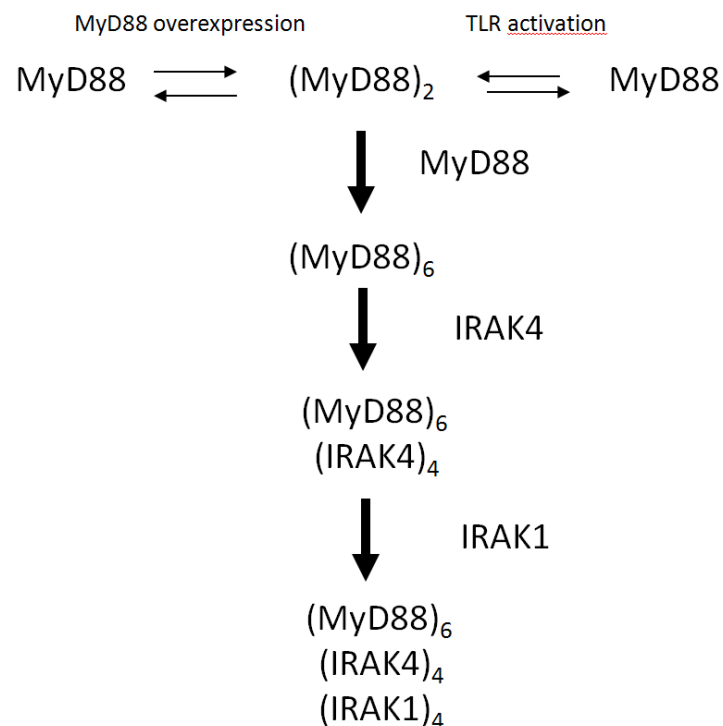 MyD88 overexpression TLR activation
MyD88 (MyD88)₂ MyD88
MyD88
(MyD88)₆
IRAK4
(MyD88)₆
(IRAK4)₄
IRAK1
(MyD88)₆
(IRAK4)₄
(IRAK1)₄